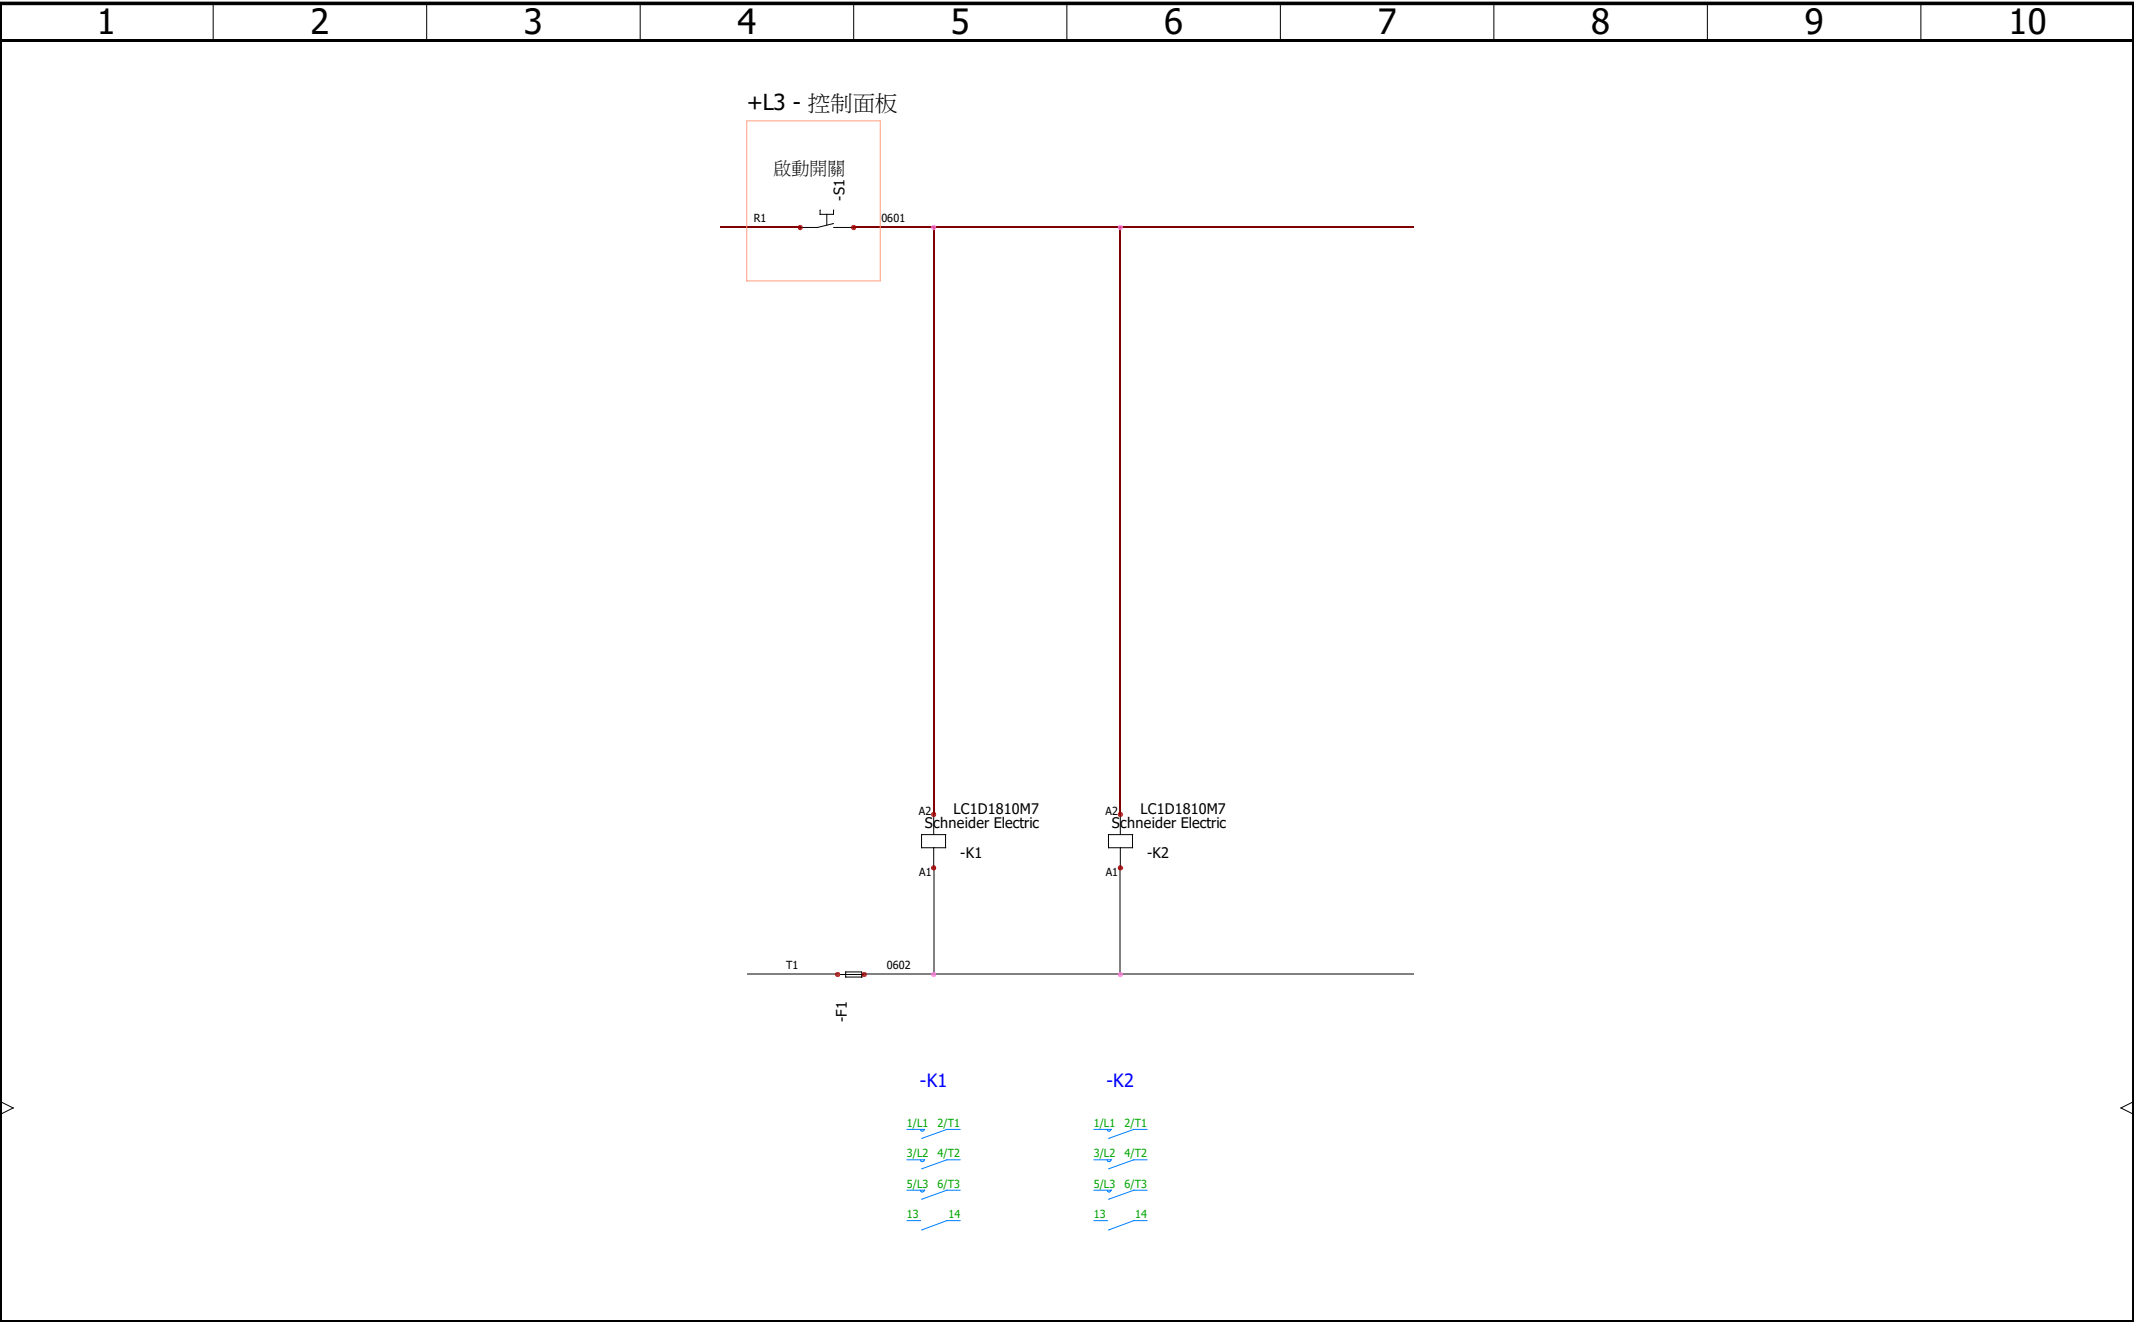 1 2 3 4 5 6 7 8 9 10
+L3 - 控制面板
啟動開關
-S1
R1 0601
A2 LC1D1810M7
Schneider Electric
-K1
A1
A2 LC1D1810M7
Schneider Electric
-K2
A1
T1 0602
-F1
-K1 -K2
1/L1 2/T1 1/L1 2/T1
3/L2 4/T2 3/L2 4/T2
5/L3 6/T3 5/L3 6/T3
13 14 13 14